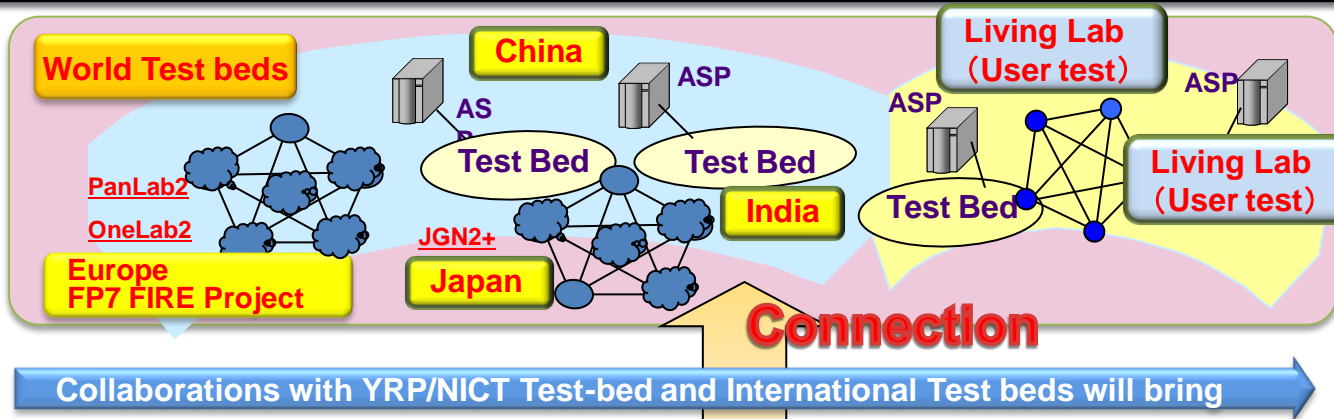 World Test beds
China
Living Lab
（User test）
ASP
ASP
ASP
AS
Test Bed
Test Bed
Living Lab
（User test）
PanLab2
Test Bed
India
OneLab2
JGN2+
Europe
FP7 FIRE Project
Japan
Connection
Collaborations with YRP/NICT Test-bed and International Test beds will bring